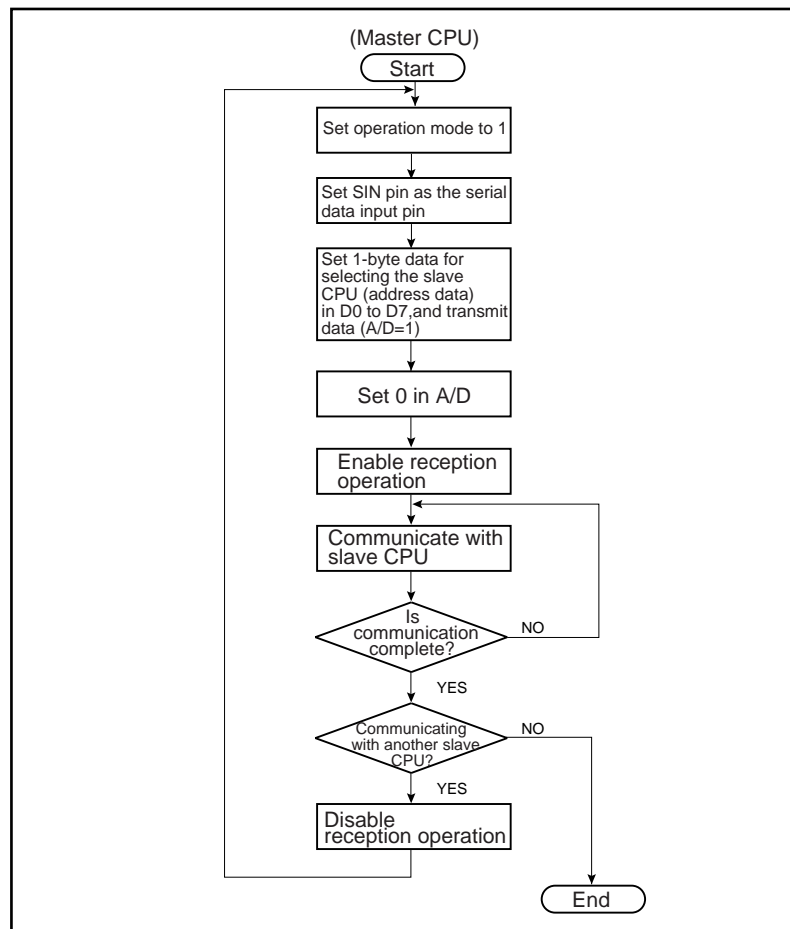 (Master CPU)
Start
Set operation mode to 1
Set SIN pin as the serial
data input pin
Set 1-byte data for
selecting the slave
CPU (address data)
in D0 to D7,and transmit
data (A/D=1)
Set 0 in A/D
Enable reception
operation
Communicate with
slave CPU
Is
communication
complete?
NO
YES
Communicating
with another slave
CPU?
NO
YES
Disable
reception operation
End